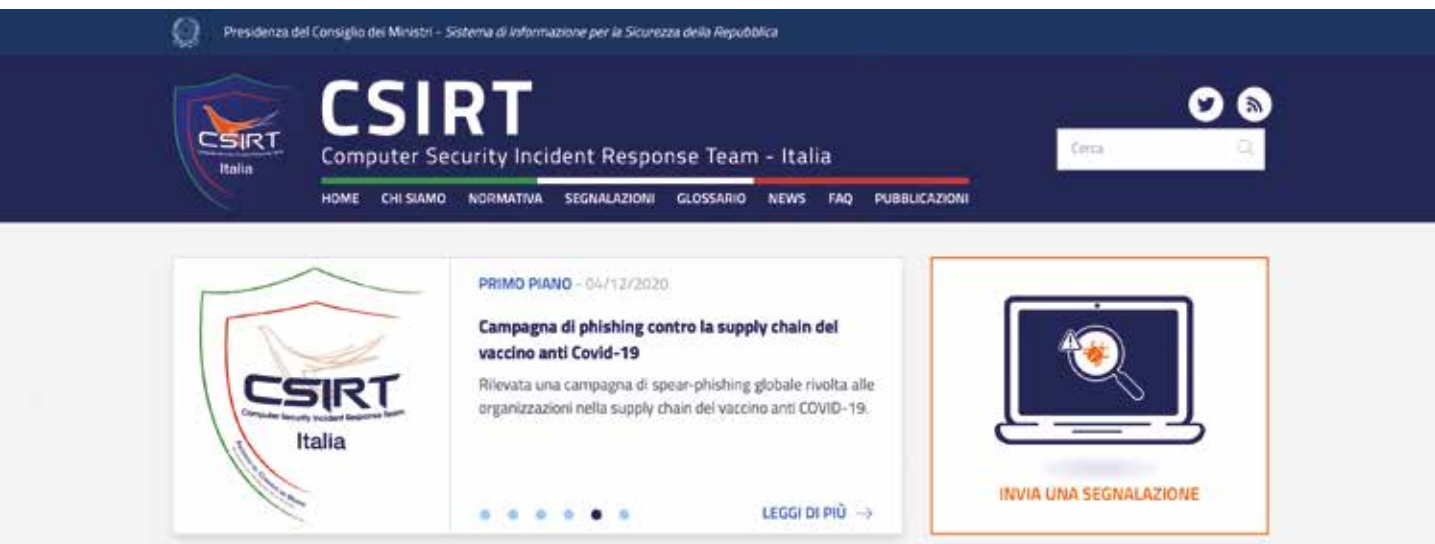 Presidenza del Consiglio dei Ministri - Sistema di Informazione per la Sicurezza della Repubblica
CSIRT
Italia
CSIRT
Computer Security Incident Response Team - Italia
Cerca
HOME CHI SIAMO NORMATIVA SEGNALAZIONI GLOSSARIO NEWS FAQ PUBBLICAZIONI
CSIRT
Computer Security Incident Response Team
Italia
PRIMO PIANO - 04/12/2020
Campagna di phishing contro la supply chain del
vaccino anti Covid-19
Rilevata una campagna di spear-phishing globale rivolta alle
organizzazioni nella supply chain del vaccino anti COVID-19.
LEGGI DI PIÙ
INVIA UNA SEGNALAZIONE